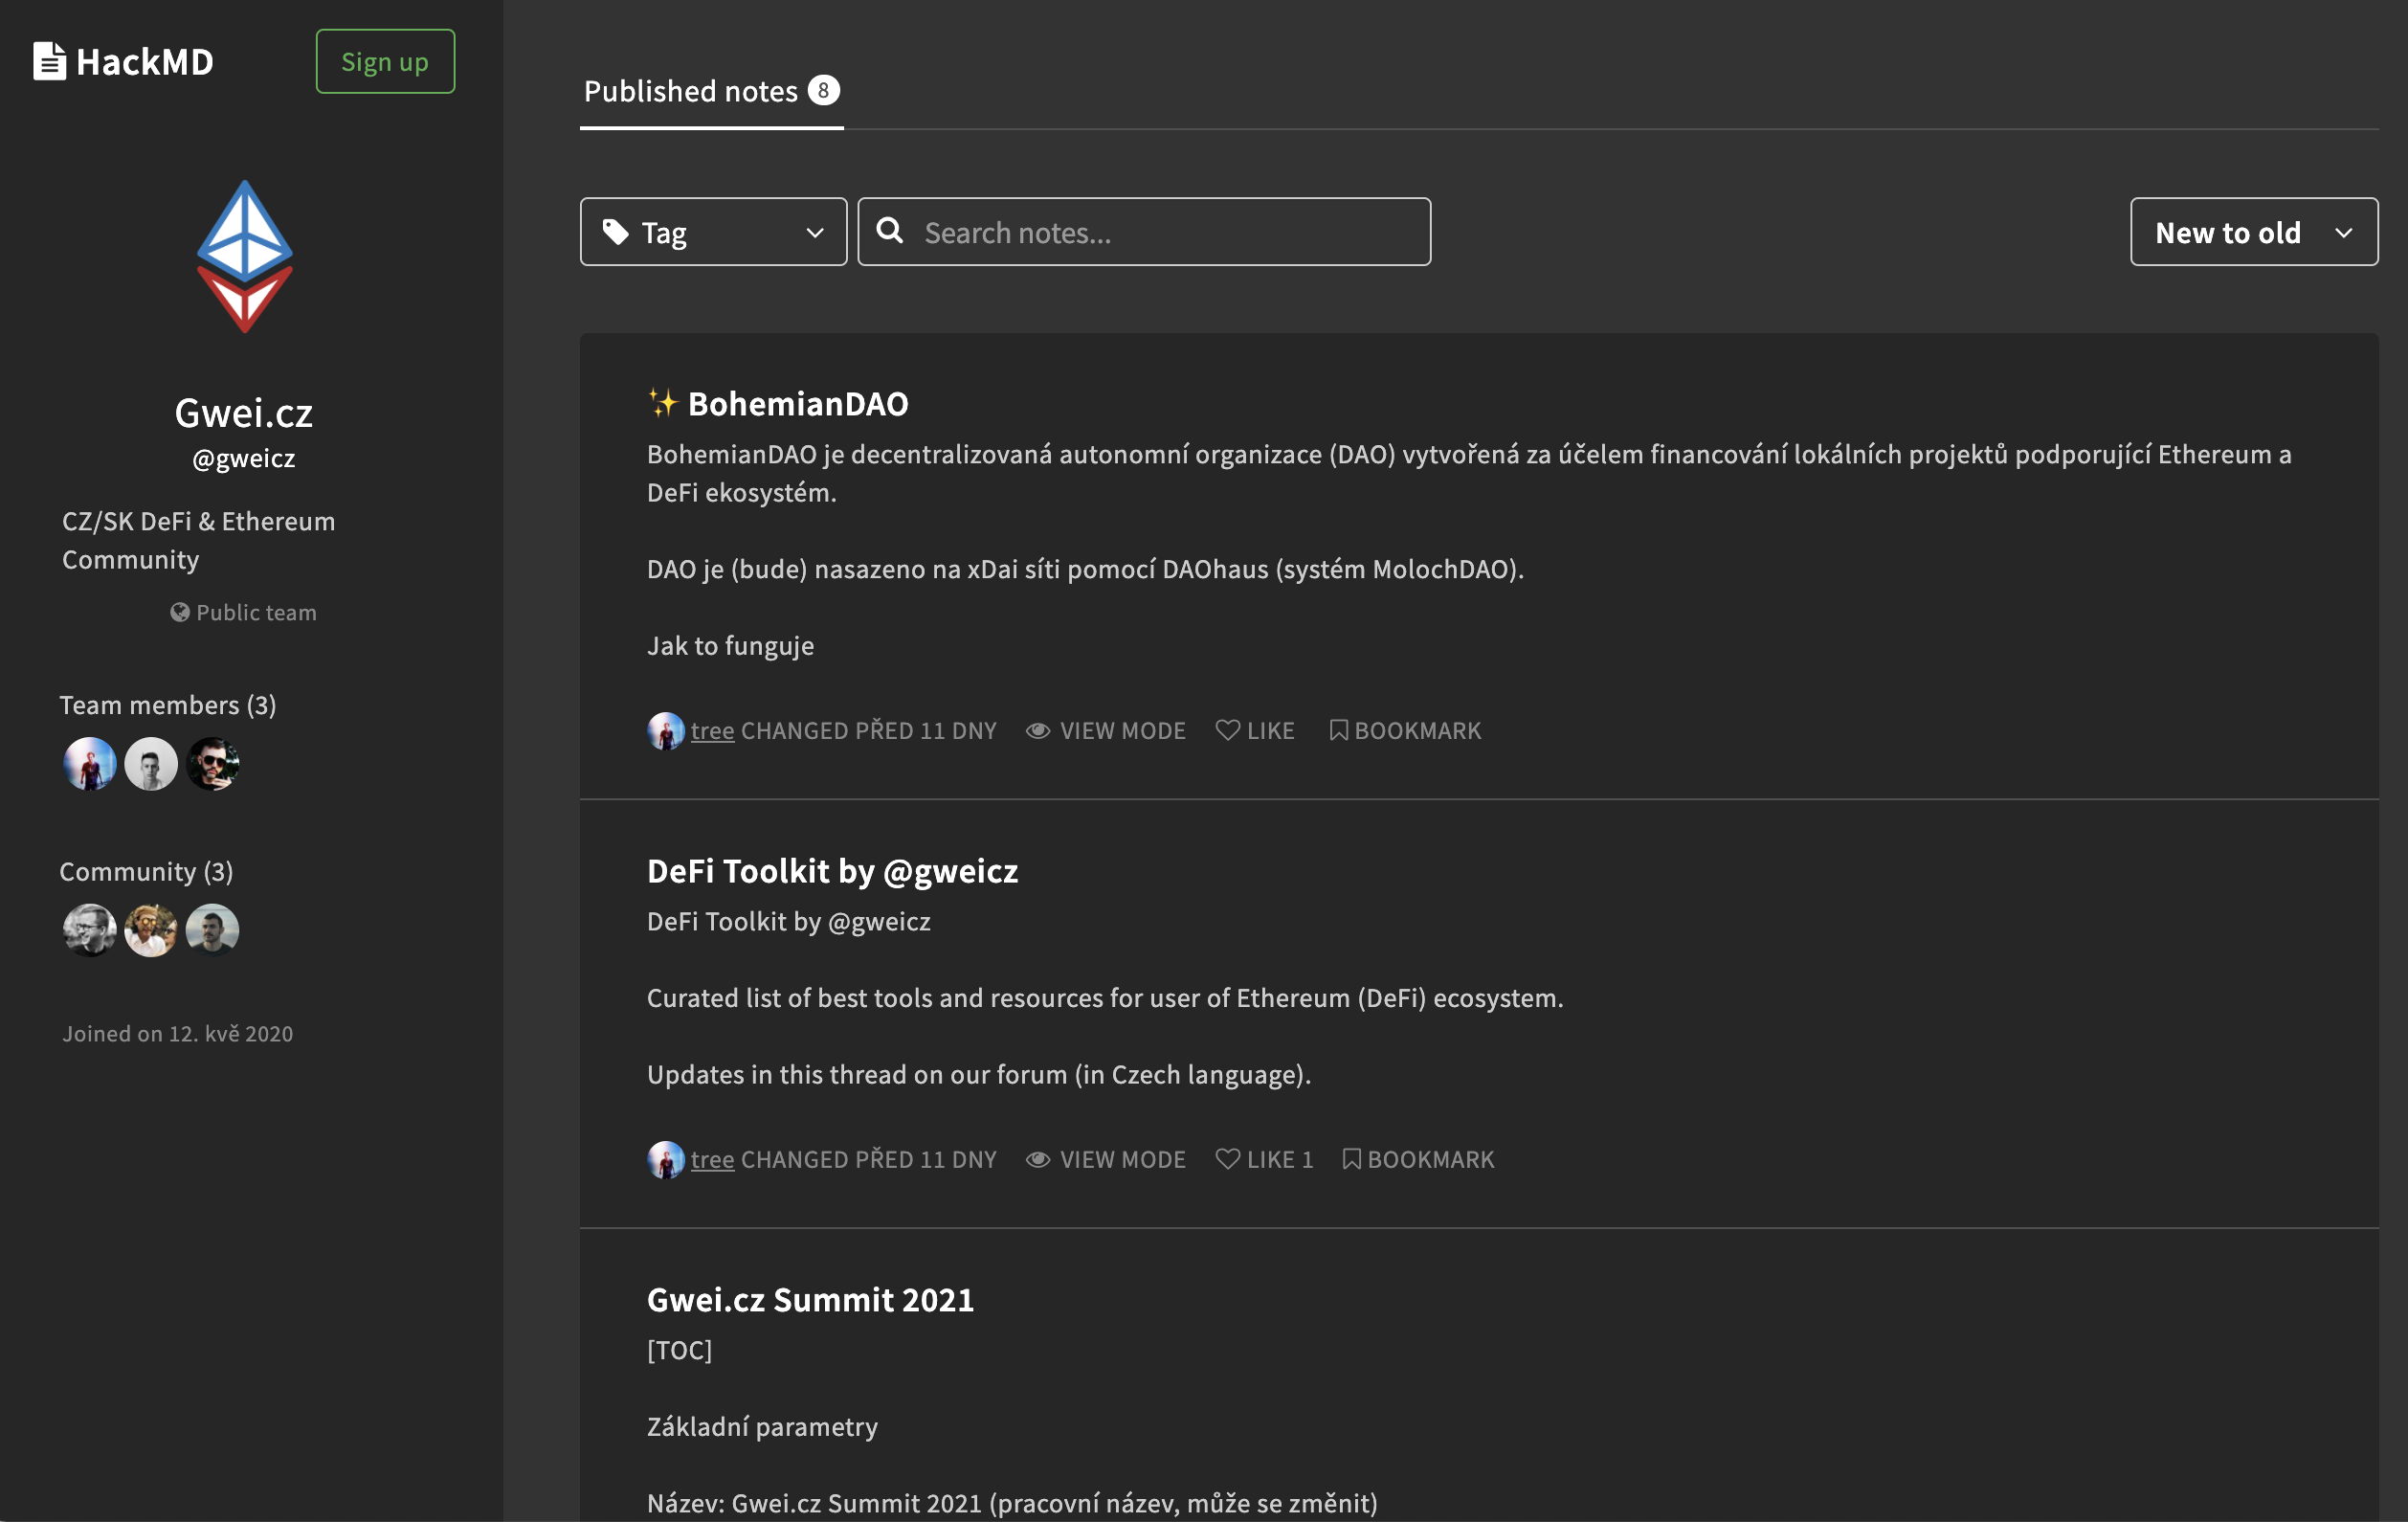 HackMD
Sign up
Gwei.cz
@gweicz
CZ/SK DeFi & Ethereum
Community
Public team
Team members (3)
Community (3)
Joined on 12. kvě 2020
Published notes 8
Tag
Search notes...
New to old
✨ BohemianDAO
BohemianDAO je decentralizovaná autonomní organizace (DAO) vytvořená za účelem financování lokálních projektů podporující Ethereum a
DeFi ekosystém.
DAO je (bude) nasazeno na xDai síti pomocí DAOhaus (systém MolochDAO).
Jak to funguje
tree CHANGED PŘED 11 DNY VIEW MODE LIKE BOOKMARK
DeFi Toolkit by @gweicz
DeFi Toolkit by @gweicz
Curated list of best tools and resources for user of Ethereum (DeFi) ecosystem.
Updates in this thread on our forum (in Czech language).
tree CHANGED PŘED 11 DNY VIEW MODE LIKE 1 BOOKMARK
Gwei.cz Summit 2021
[TOC]
Základní parametry
Název: Gwei.cz Summit 2021 (pracovní název, může se změnit)